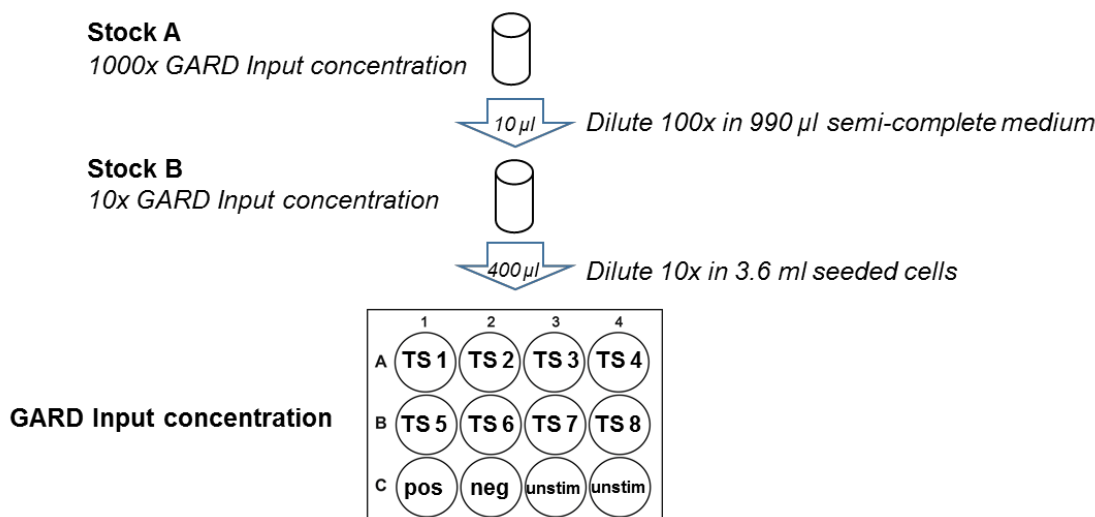 Stock A
1000x GARD Input concentration
10 µl
Dilute 100x in 990 µl semi-complete medium
Stock B
10x GARD Input concentration
400 µl
Dilute 10x in 3.6 ml seeded cells
GARD Input concentration
1 2 3 4
A TS 1 TS 2 TS 3 TS 4
B TS 5 TS 6 TS 7 TS 8
C pos neg unstim unstim